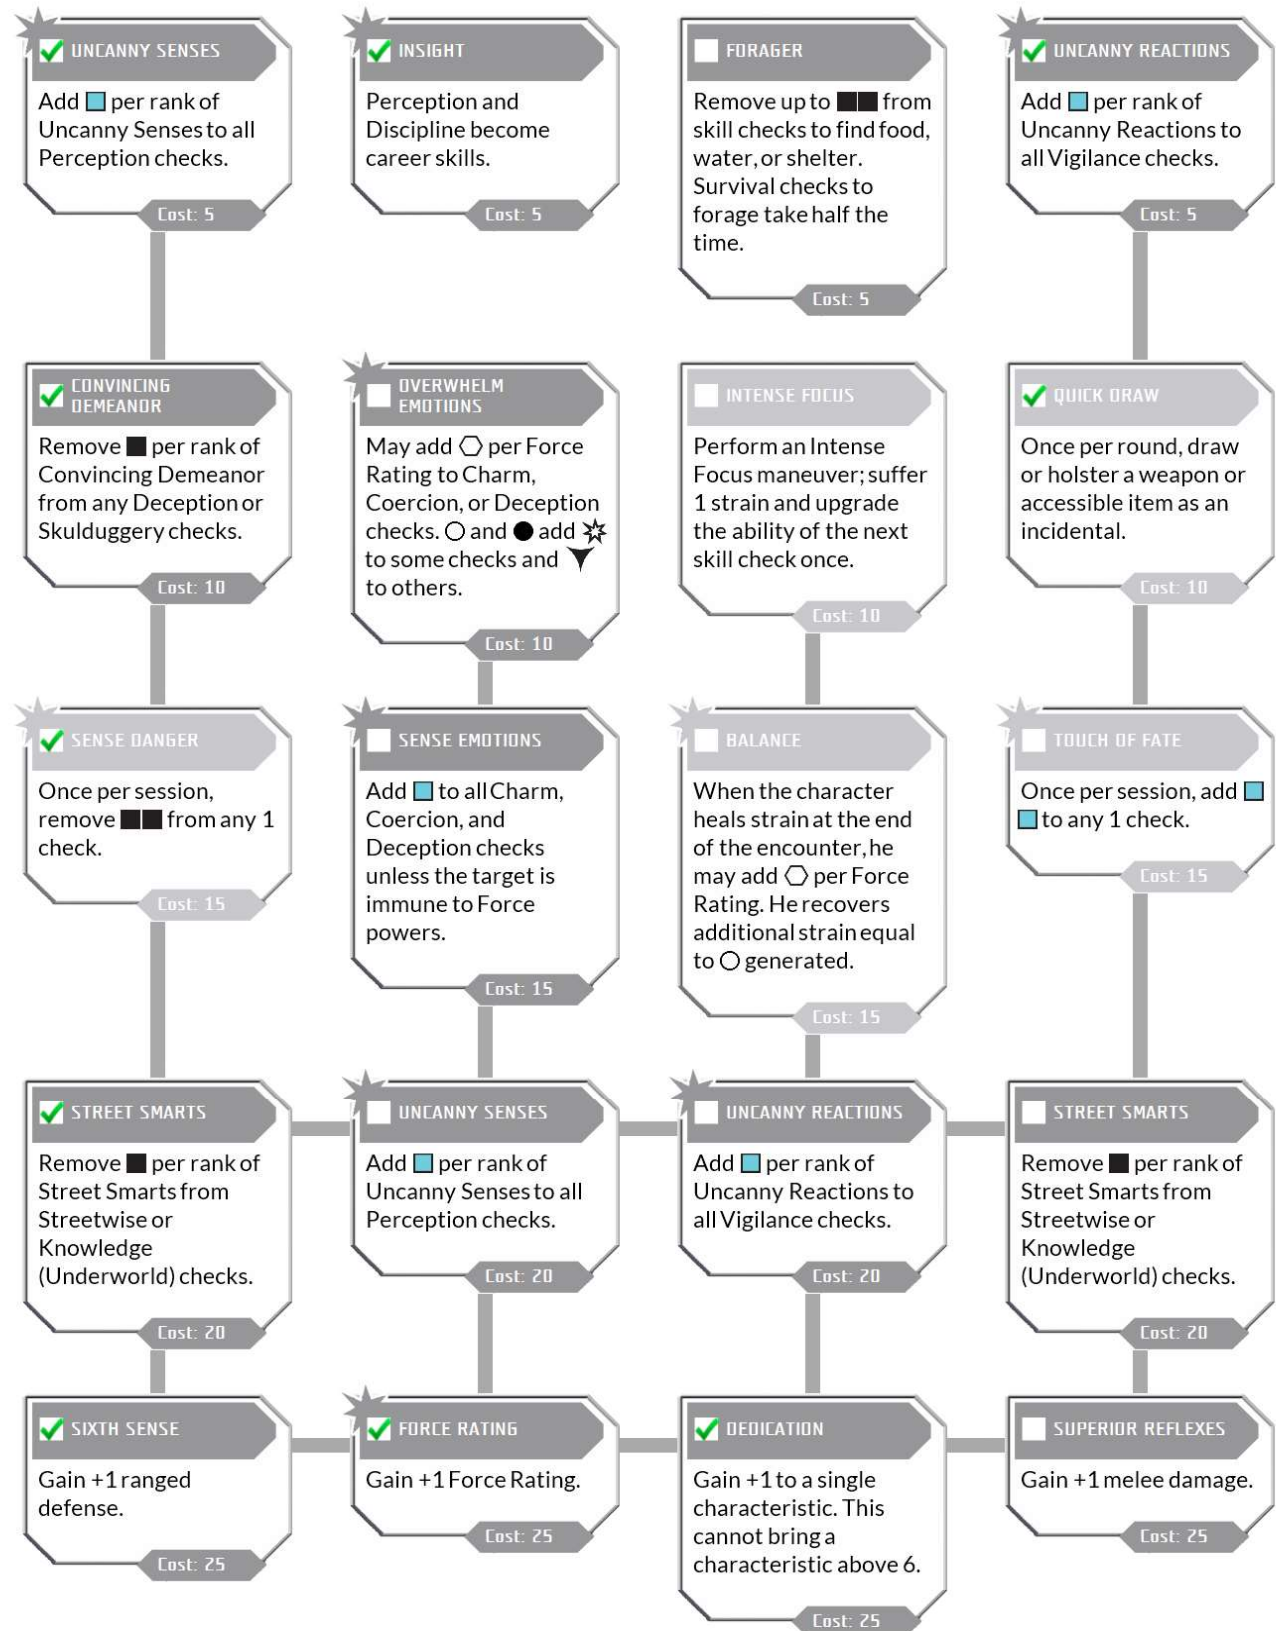 UNCANNY SENSES
Add per rank of
Uncanny Senses to all
Perception checks.
Cost: 5
INSIGHT
Perception and
Discipline become
career skills.
Cost: 5
FORAGER
Remove up to from
skill checks to find food,
water, or shelter.
Survival checks to
forage take half the
time.
Cost: 5
UNCANNY REACTIONS
Add per rank of
Uncanny Reactions to
all Vigilance checks.
Cost: 5
CONVINCING
DEMEANOR
Remove per rank of
Convincing Demeanor
from any Deception or
Skulduggery checks.
Cost: 10
OVERWHELM
EMOTIONS
May add per Force
Rating to Charm,
Coercion, or Deception
checks. and add
to some checks and
to others.
Cost: 10
INTENSE FOCUS
Perform an Intense
Focus maneuver; suffer
1 strain and upgrade
the ability of the next
skill check once.
Cost: 10
QUICK DRAW
Once per round, draw
or holster a weapon or
accessible item as an
incidental.
Cost: 10
SENSE DANGER
Once per session,
remove from any 1
check.
Cost: 15
SENSE EMOTIONS
Add to all Charm,
Coercion, and
Deception checks
unless the target is
immune to Force
powers.
Cost: 15
BALANCE
When the character
heals strain at the end
of the encounter, he
may add per Force
Rating. He recovers
additional strain equal
to generated.
Cost: 15
TOUCH OF FATE
Once per session, add
to any 1 check.
Cost: 15
STREET SMARTS
Remove per rank of
Street Smarts from
Streetwise or
Knowledge
(Underworld) checks.
Cost: 20
UNCANNY SENSES
Add per rank of
Uncanny Senses to all
Perception checks.
Cost: 20
UNCANNY REACTIONS
Add per rank of
Uncanny Reactions to
all Vigilance checks.
Cost: 20
STREET SMARTS
Remove per rank of
Street Smarts from
Streetwise or
Knowledge
(Underworld) checks.
Cost: 20
SIXTH SENSE
Gain +1 ranged
defense.
Cost: 25
FORCE RATING
Gain +1 Force Rating.
Cost: 25
DEDICATION
Gain +1 to a single
characteristic. This
cannot bring a
characteristic above 6.
Cost: 25
SUPERIOR REFLEXES
Gain +1 melee damage.
Cost: 25